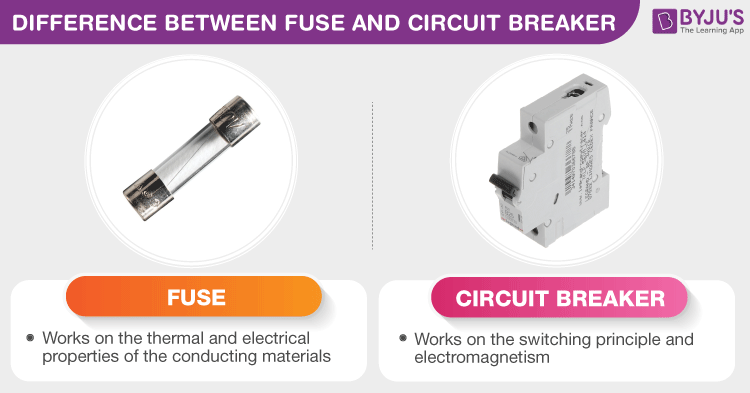 DIFFERENCE BETWEEN FUSE AND CIRCUIT BREAKER
BYJU'S
The Learning App
FUSE
Works on the thermal and electrical
properties of the conducting materials
CIRCUIT BREAKER
Works on the switching principle and
electromagnetism